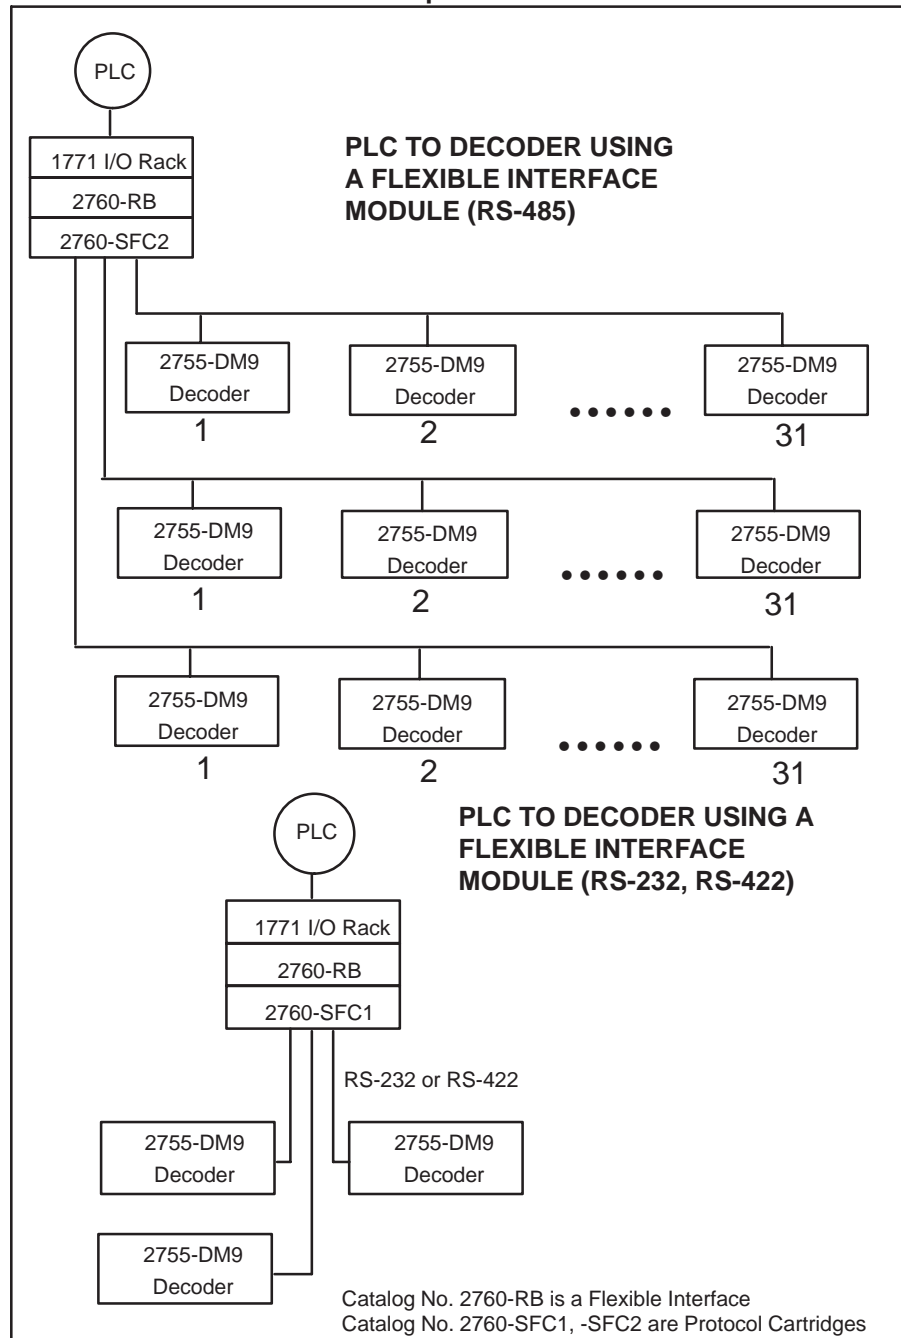 PLC
1771 I/O Rack
2760-RB
2760-SFC2
PLC TO DECODER USING
A FLEXIBLE INTERFACE
MODULE (RS-485)
2755-DM9
Decoder
1
2755-DM9
Decoder
2
2755-DM9
Decoder
31
2755-DM9
Decoder
1
2755-DM9
Decoder
2
2755-DM9
Decoder
31
2755-DM9
Decoder
1
2755-DM9
Decoder
2
2755-DM9
Decoder
31
PLC
PLC TO DECODER USING A
FLEXIBLE INTERFACE
MODULE (RS-232, RS-422)
1771 I/O Rack
2760-RB
2760-SFC1
RS-232 or RS-422
2755-DM9
Decoder
2755-DM9
Decoder
2755-DM9
Decoder
Catalog No. 2760-RB is a Flexible Interface
Catalog No. 2760-SFC1, -SFC2 are Protocol Cartridges